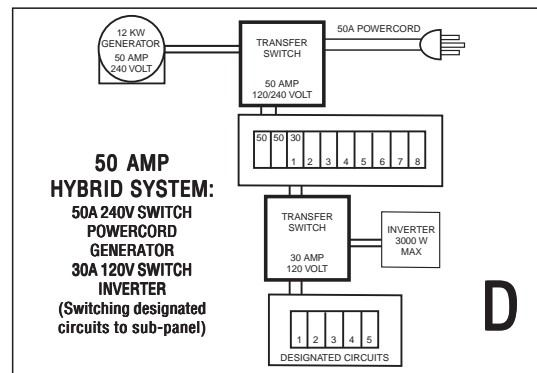 12 KW
GENERATOR
50 AMP
240 VOLT
TRANSFER
SWITCH
50 AMP
120/240 VOLT
50A POWERCORD
50 50 30
1 2 3 4 5 6 7 8
50 AMP
HYBRID SYSTEM:
50A 240V SWITCH
POWERCORD
GENERATOR
30A 120V SWITCH
INVERTER
(Switching designated
circuits to sub-panel)
TRANSFER
SWITCH
30 AMP
120 VOLT
INVERTER
3000 W
MAX
1 2 3 4 5
DESIGNATED CIRCUITS
D